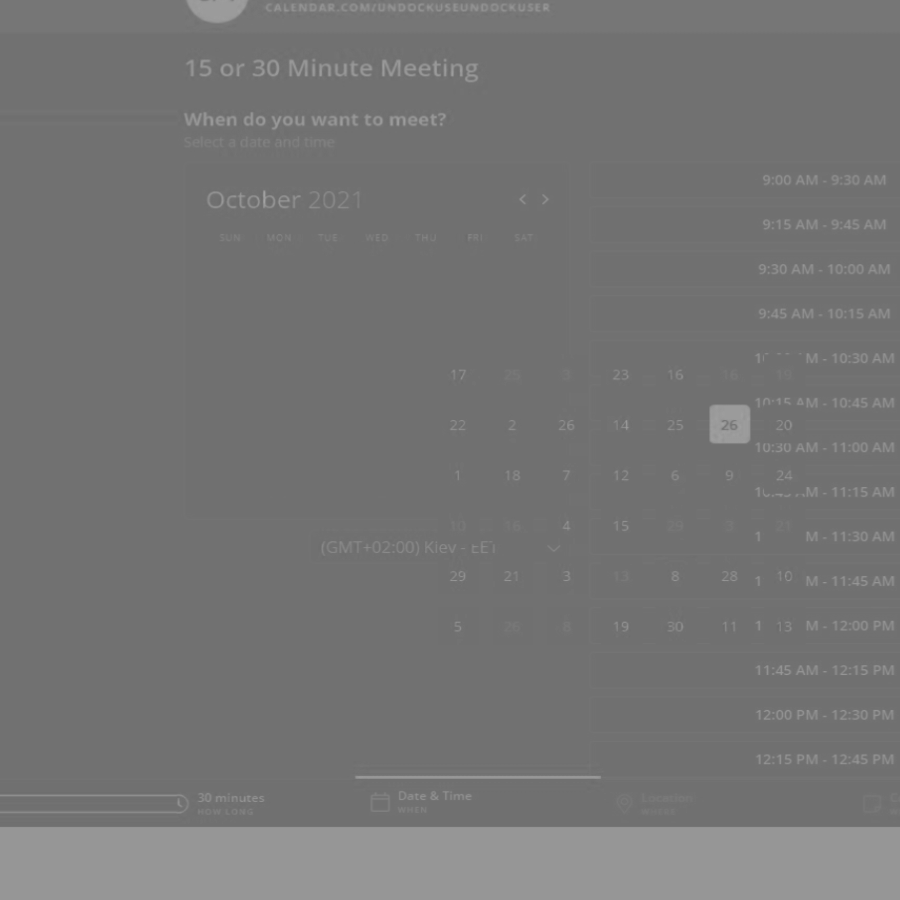 CALENDAR.COM/UNDOCKUSEUNDOCKUSER
15 or 30 Minute Meeting
When do you want to meet?
Select a date and time
October 2021
SUN MON TUE WED THU FRI SAT
9:00 AM - 9:30 AM
9:15 AM - 9:45 AM
9:30 AM - 10:00 AM
9:45 AM - 10:15 AM
M - 10:30 AM
17 25 23 16
10:15 AM - 10:45 AM
22 2 26 14 25 26 20
10:30 AM - 11:00 AM
1 18 7 12 6 9 24
M - 11:15 AM
4 15 29
M - 11:30 AM
(GMT+02:00) Kiev - EET
29 21 3 13 8 28 10
M - 11:45 AM
5 26 19 30 11 13
M - 12:00 PM
11:45 AM - 12:15 PM
12:00 PM - 12:30 PM
12:15 PM - 12:45 PM
30 minutes
HOW LONG
Date & Time
WHEN
Location